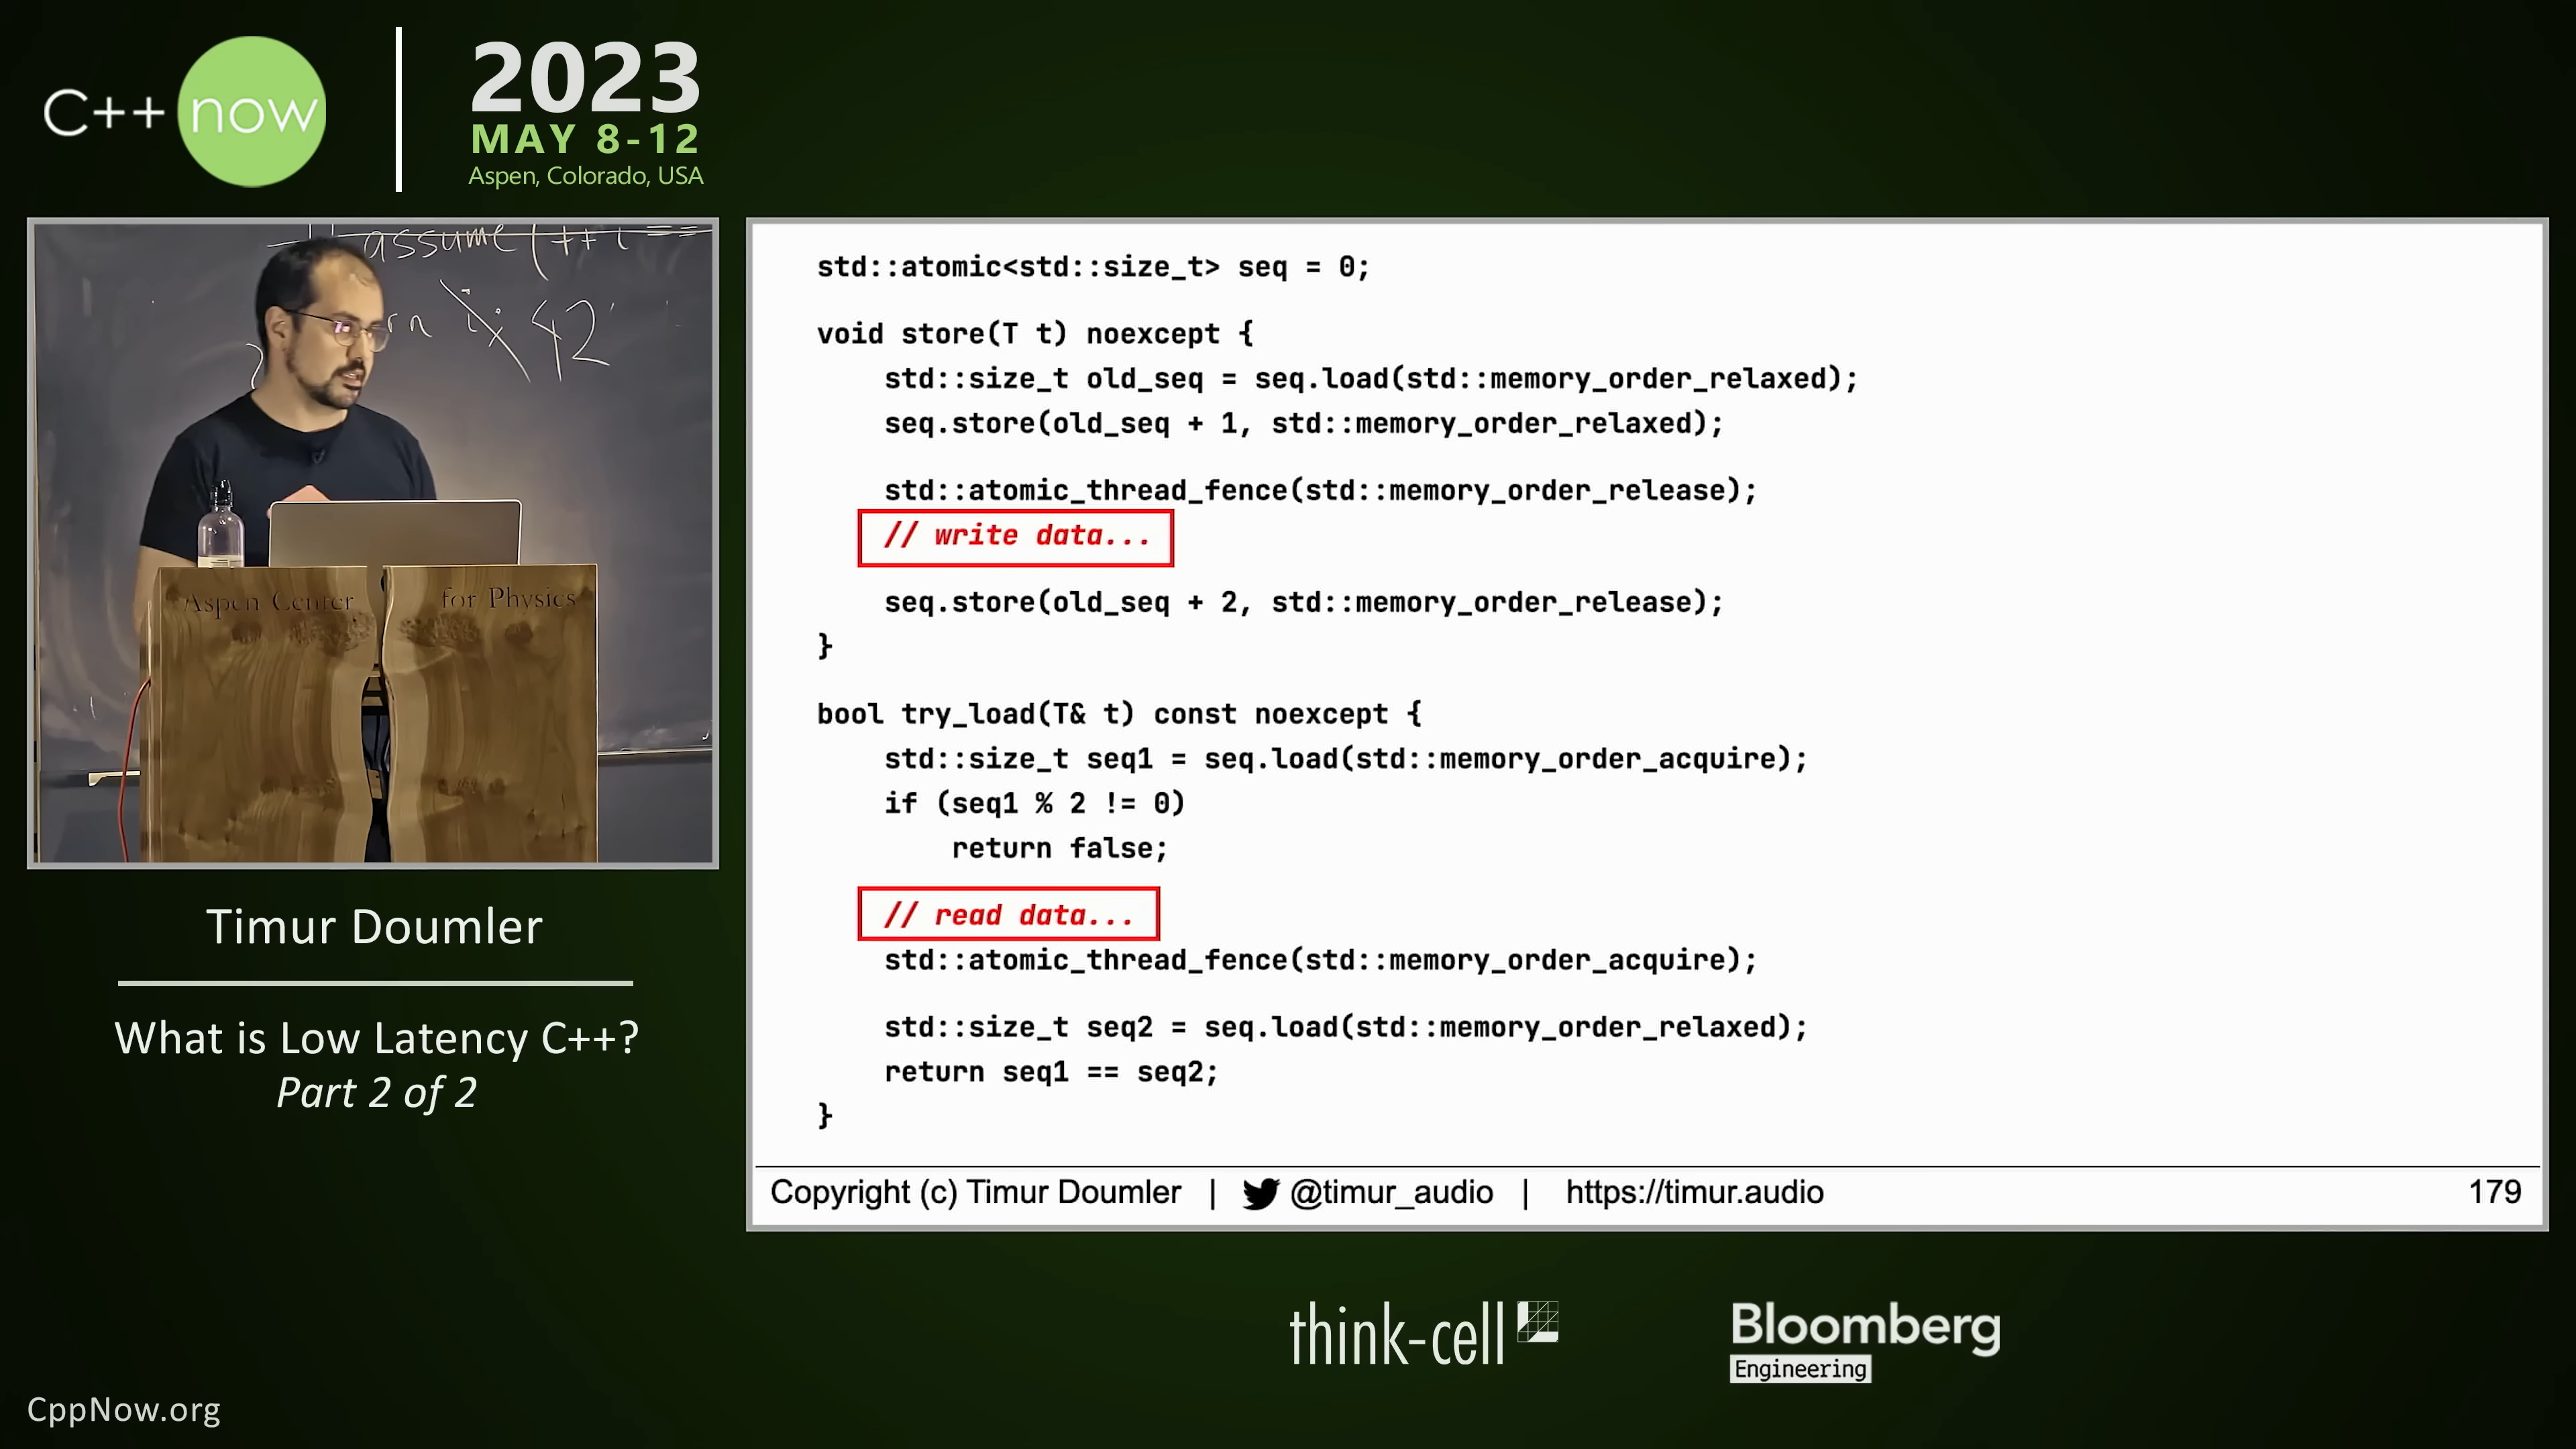 C++ now
2023
MAY 8-12
Aspen, Colorado, USA
assume(++i ==
42
Aspen Center for Physics
Timur Doumler
What is Low Latency C++?
Part 2 of 2
std::atomic<std::size_t> seq = 0;
void store(T t) noexcept {
std::size_t old_seq = seq.load(std::memory_order_relaxed);
seq.store(old_seq + 1, std::memory_order_relaxed);
std::atomic_thread_fence(std::memory_order_release);
// write data...
seq.store(old_seq + 2, std::memory_order_release);
}
bool try_load(T& t) const noexcept {
std::size_t seq1 = seq.load(std::memory_order_acquire);
if (seq1 % 2 != 0)
return false;
// read data...
std::atomic_thread_fence(std::memory_order_acquire);
std::size_t seq2 = seq.load(std::memory_order_relaxed);
return seq1 == seq2;
}
Copyright (c) Timur Doumler | @timur_audio | https://timur.audio 179
think-cell
Bloomberg
Engineering
CppNow.org